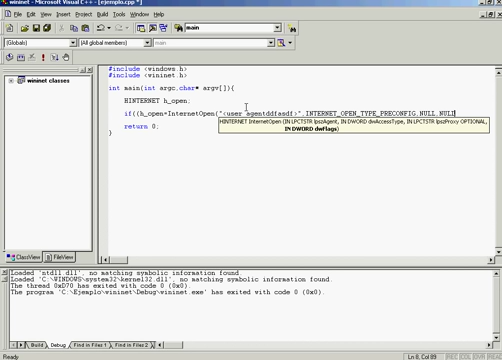 wininet - Microsoft Visual C++ - [ejemplo.cpp *]
File Edit View Insert Project Build Tools Window Help
main
(Globals) (All global members) main
wininet classes
#include <windows.h>
#include <wininet.h>
int main(int argc,char* argv[]){
HINTERNET h_open;
if((h_open=InternetOpen("<user agentddfasdf>",INTERNET_OPEN_TYPE_PRECONFIG,NULL,NULL
HINTERNET InternetOpen (IN LPCTSTR lpszAgent, IN DWORD dwAccessType, IN LPCTSTR lpszProxy OPTIONAL,
IN DWORD dwFlags)
return 0;
}
ClassView FileView
Loaded 'ntdll.dll', no matching symbolic information found.
Loaded 'C:\WINDOWS\system32\kernel32.dll', no matching symbolic information found.
The thread 0xD70 has exited with code 0 (0x0).
The program 'C:\Ejemplo\wininet\Debug\wininet.exe' has exited with code 0 (0x0).
Build Debug Find in Files 1 Find in Files 2
Ready Ln 8, Col 89 REC COL OVR READ